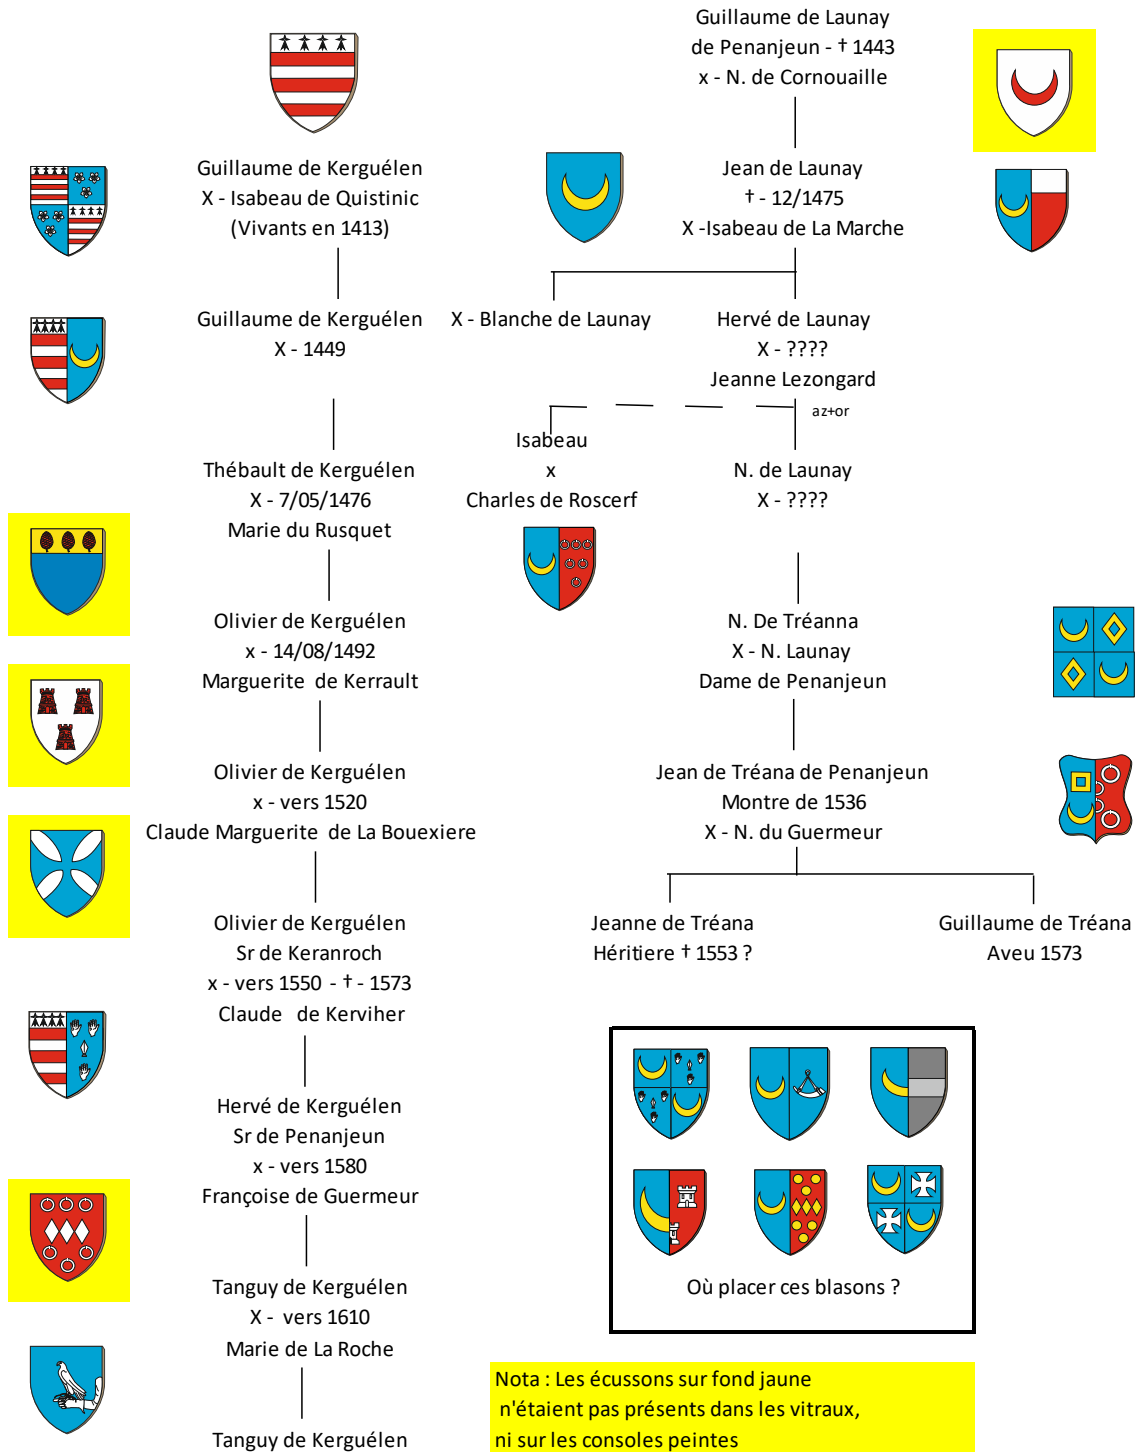 Guillaume de Launay
de Penanjeun - † 1443
x - N. de Cornouaille
Guillaume de Kerguélen
X - Isabeau de Quistinic
(Vivants en 1413)
Jean de Launay
† - 12/1475
X -Isabeau de La Marche
Guillaume de Kerguélen
X - 1449
X - Blanche de Launay
Hervé de Launay
X - ????
Jeanne Lezongard
az+or
Isabeau
x
Charles de Roscerf
Thébault de Kerguélen
X - 7/05/1476
Marie du Rusquet
N. de Launay
X - ????
Olivier de Kerguélen
x - 14/08/1492
Marguerite de Kerrault
N. De Tréanna
X - N. Launay
Dame de Penanjeun
Olivier de Kerguélen
x - vers 1520
Claude Marguerite de La Bouexiere
Jean de Tréana de Penanjeun
Montre de 1536
X - N. du Guermeur
Olivier de Kerguélen
Sr de Keranroch
x - vers 1550 - † - 1573
Claude de Kerviher
Jeanne de Tréana
Héritiere † 1553 ?
Guillaume de Tréana
Aveu 1573
Hervé de Kerguélen
Sr de Penanjeun
x - vers 1580
Françoise de Guermeur
Tanguy de Kerguélen
X - vers 1610
Marie de La Roche
Tanguy de Kerguélen
Où placer ces blasons ?
Nota : Les écussons sur fond jaune
n'étaient pas présents dans les vitraux,
ni sur les consoles peintes